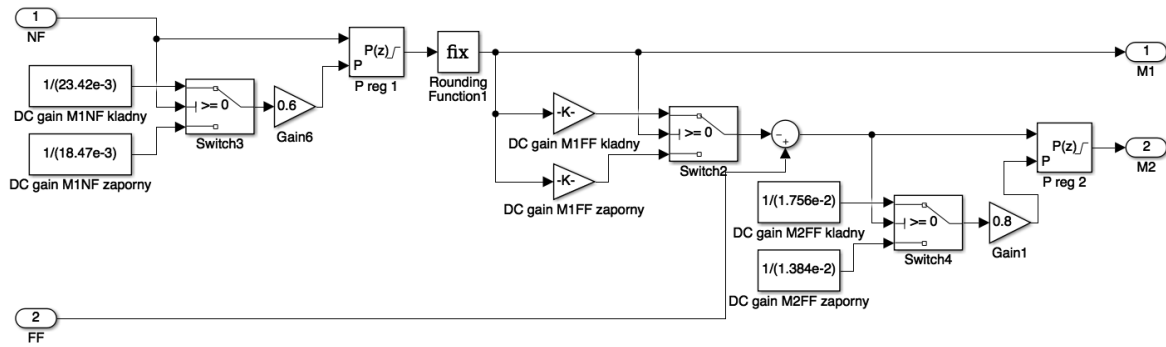 1
NF
1/(23.42e-3)
DC gain M1NF kladny
1/(18.47e-3)
DC gain M1NF zaporny
>= 0
Switch3
0.6
Gain6
P(z)
P
P reg 1
fix
Rounding
Function1
-K-
DC gain M1FF kladny
-K-
DC gain M1FF zaporny
>= 0
Switch2
-
+
1/(1.756e-2)
DC gain M2FF kladny
1/(1.384e-2)
DC gain M2FF zaporny
>= 0
Switch4
0.8
Gain1
P(z)
P
P reg 2
1
M1
2
M2
2
FF